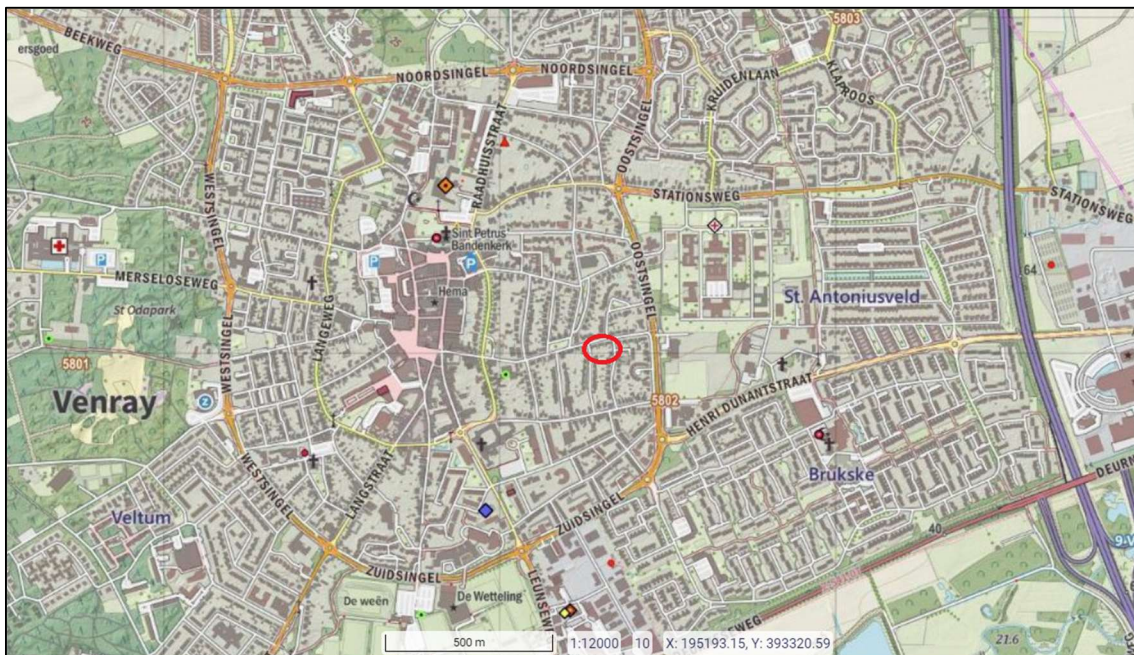 ersgoed
BEEKWEG
5803
NOORDSINGEL
NOORDSINGEL
KRUIDENLAAN
KLAPROOS
RAADHUISSTRAAT
OOSTSINGEL
WESTSINGEL
STATIONSWEG
STATIONSWEG
Sint Petrus
Bandenkerk
P
P
P
MERSELOSEWEG
Hema
OOSTSINGEL
64
St. Antoniusveld
St Odapark
LANGEWEG
WESTSINGEL
5801
Venray
Z
5802
HENRI DUNANTSTRAAT
Brukske
WESTSINGEL
LANGSTRAAT
Veltum
ZUIDSINGEL
ZUIDSINGEL
DEURN
40
De weën
De Wetteling
LEUNSEW
EWEG
21.6
500 m
1:12000
10
X: 195193.15, Y: 393320.59